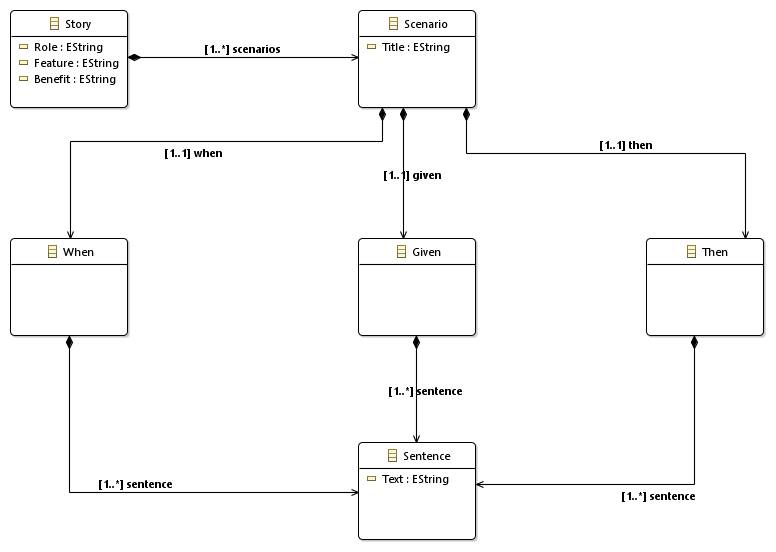 Story
Role : EString
Feature : EString
Benefit : EString
[1..*] scenarios
Scenario
Title : EString
[1..1] when
[1..1] given
[1..1] then
When
Given
Then
[1..*] sentence
[1..*] sentence
[1..*] sentence
Sentence
Text : EString